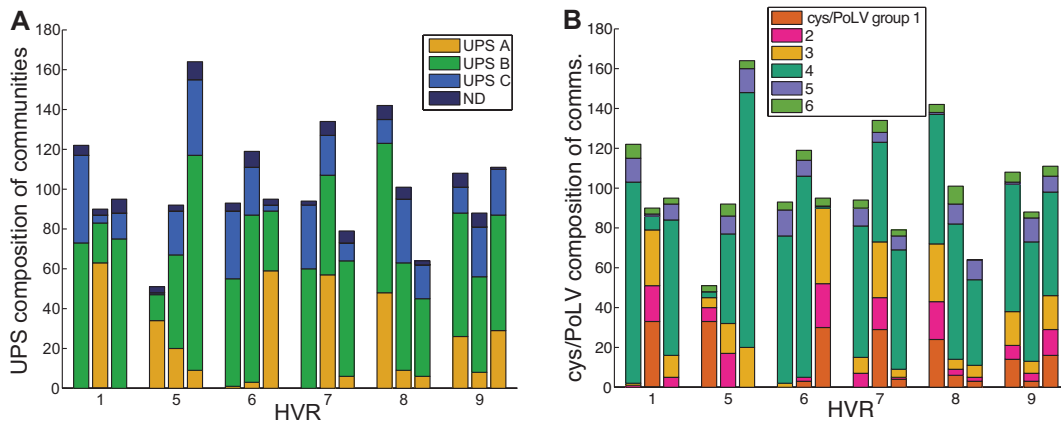 A
UPS composition of communities
180
160
140
120
100
80
60
40
20
0
UPS A
UPS B
UPS C
ND
1 5 6 7 8 9
HVR
B
cys/PoLV composition of comms.
180
160
140
120
100
80
60
40
20
0
cys/PoLV group 1
2
3
4
5
6
1 5 6 7 8 9
HVR